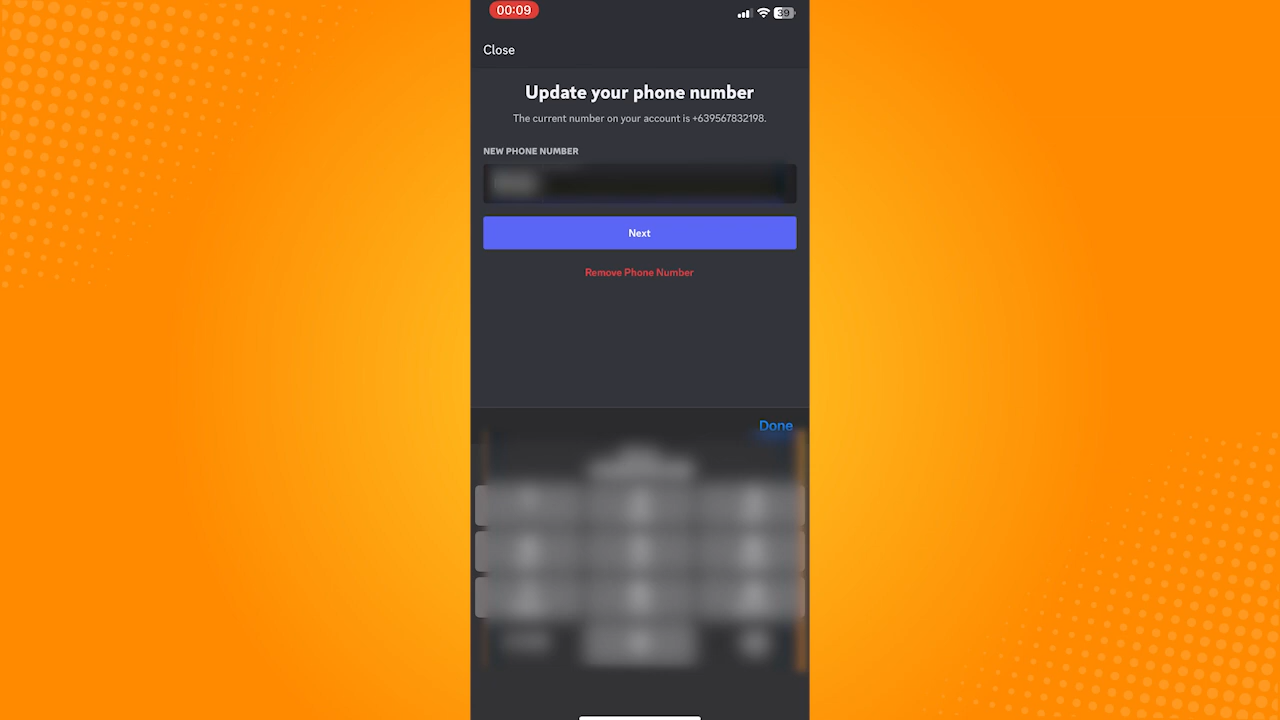 00:09
39
Close
Update your phone number
The current number on your account is +639567832198.
NEW PHONE NUMBER
Next
Remove Phone Number
Done